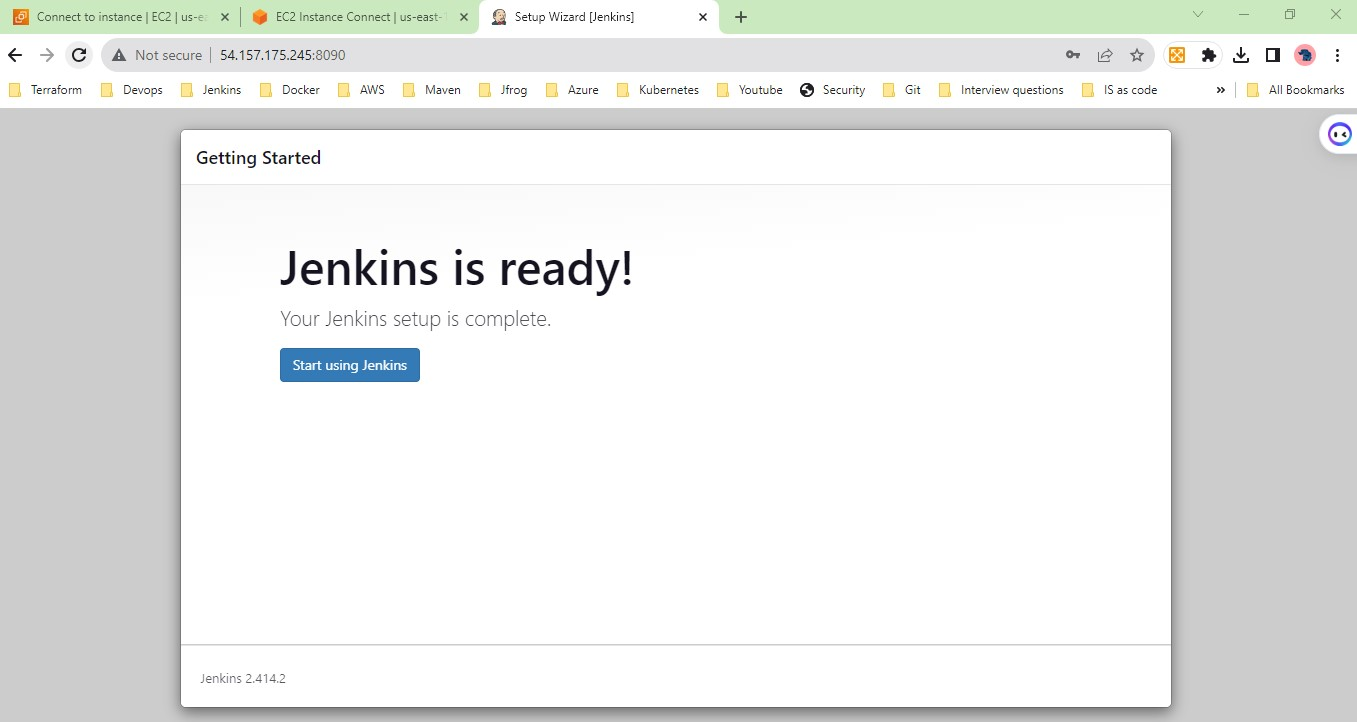 Connect to instance | EC2 | us-ea
EC2 Instance Connect | us-east-
Setup Wizard [Jenkins]
Not secure
54.157.175.245:8090
Terraform
Devops
Jenkins
Docker
AWS
Maven
Jfrog
Azure
Kubernetes
Youtube
Security
Git
Interview questions
IS as code
»
All Bookmarks
Getting Started
Jenkins is ready!
Your Jenkins setup is complete.
Start using Jenkins
Jenkins 2.414.2